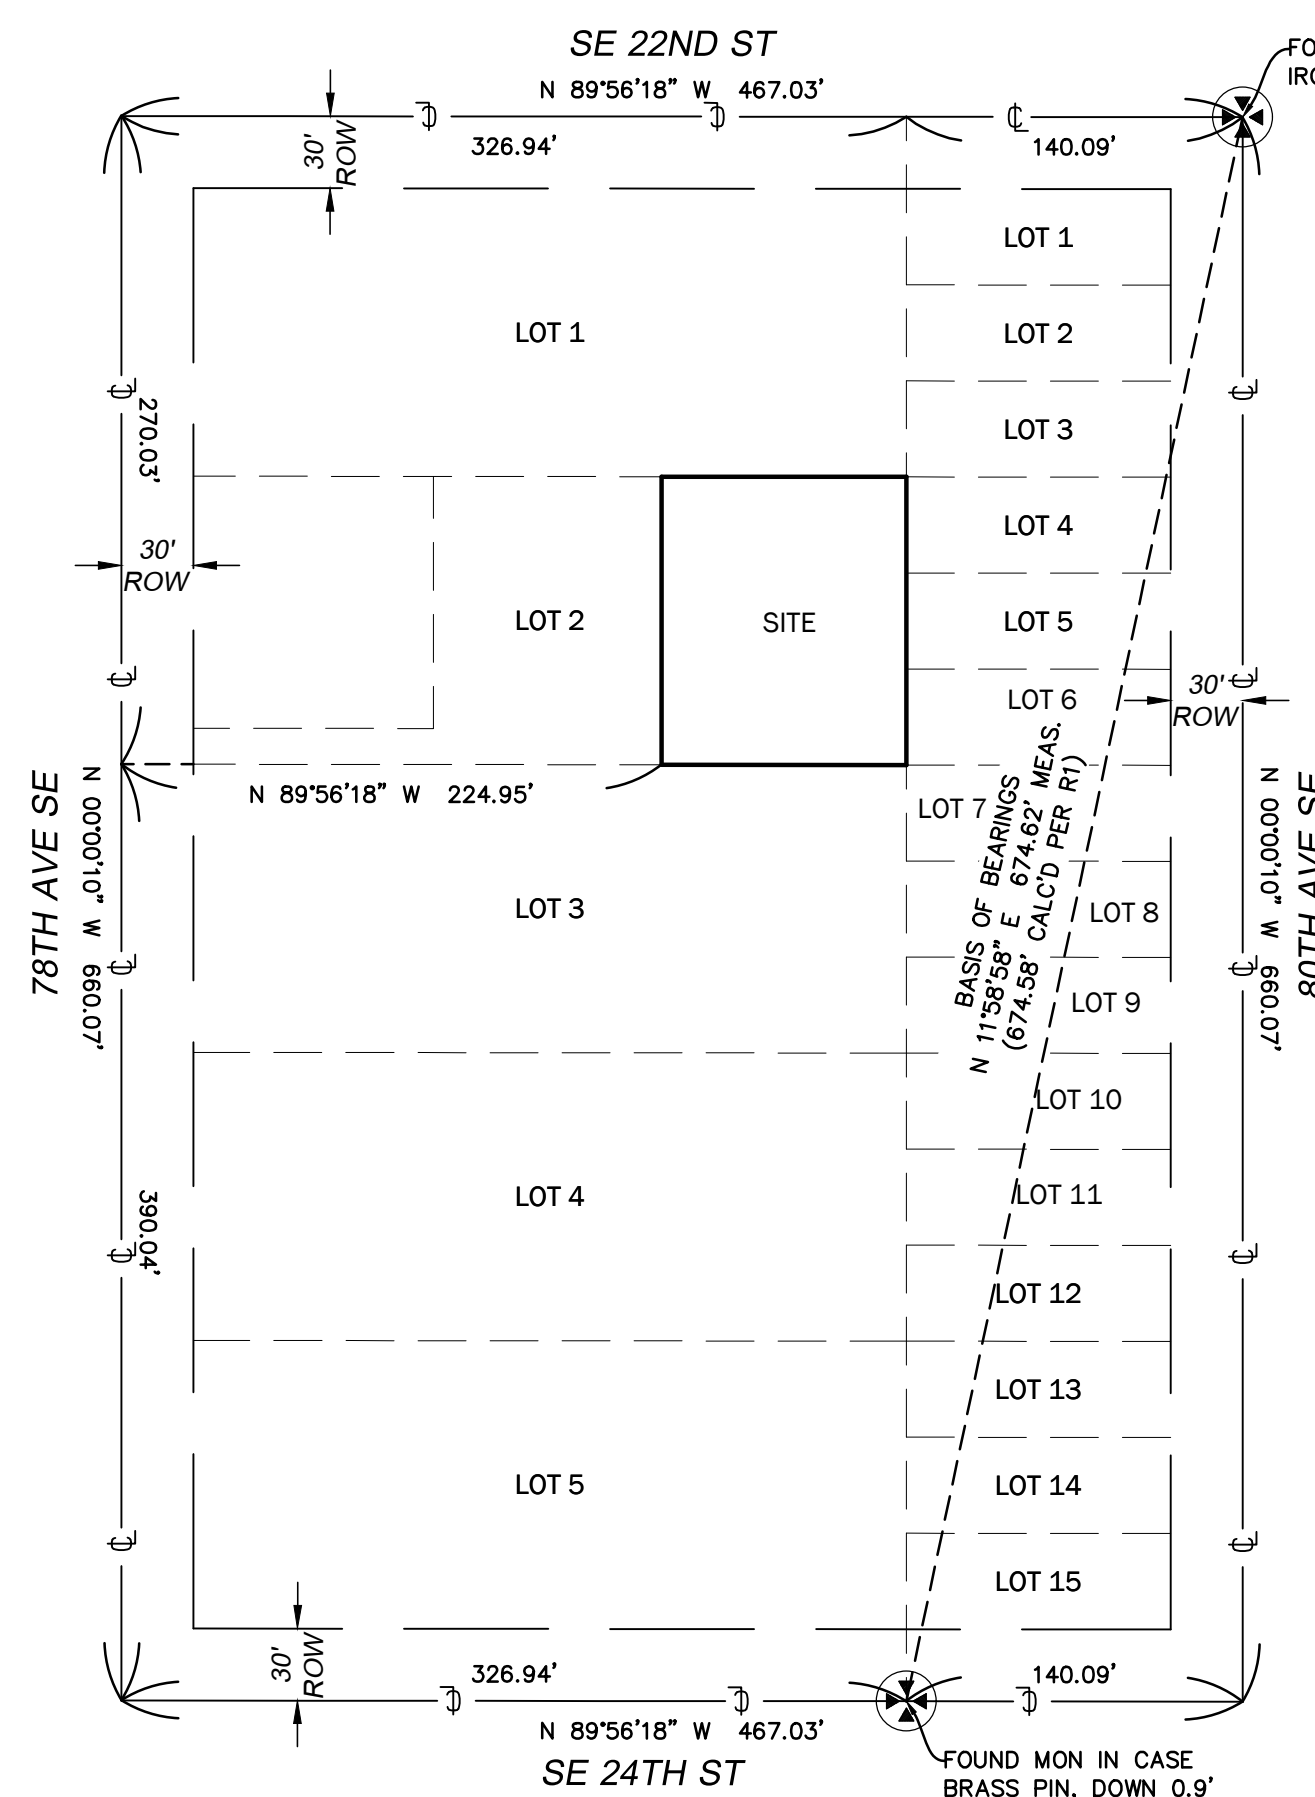 SE 22ND ST
N 89°56'18" W 467.03'
FO
IRO
30'
ROW
326.94'
140.09'
LOT 1
LOT 1
LOT 2
LOT 3
270.03'
LOT 4
30'
ROW
LOT 2
SITE
LOT 5
LOT 6
30'
ROW
N 89°56'18" W 224.95'
LOT 7
BASIS OF BEARINGS
N 11°58'58" E 674.62' MEAS.
(674.58' CALC'D PER R1)
78TH AVE SE
N 00°00'10" W 660.07'
N 00°00'10" W 660.07'
80TH AVE SE
LOT 3
LOT 8
LOT 9
LOT 10
LOT 4
LOT 11
390.04'
LOT 12
LOT 13
LOT 5
LOT 14
LOT 15
30'
ROW
326.94'
140.09'
N 89°56'18" W 467.03'
SE 24TH ST
FOUND MON IN CASE
BRASS PIN, DOWN 0.9'